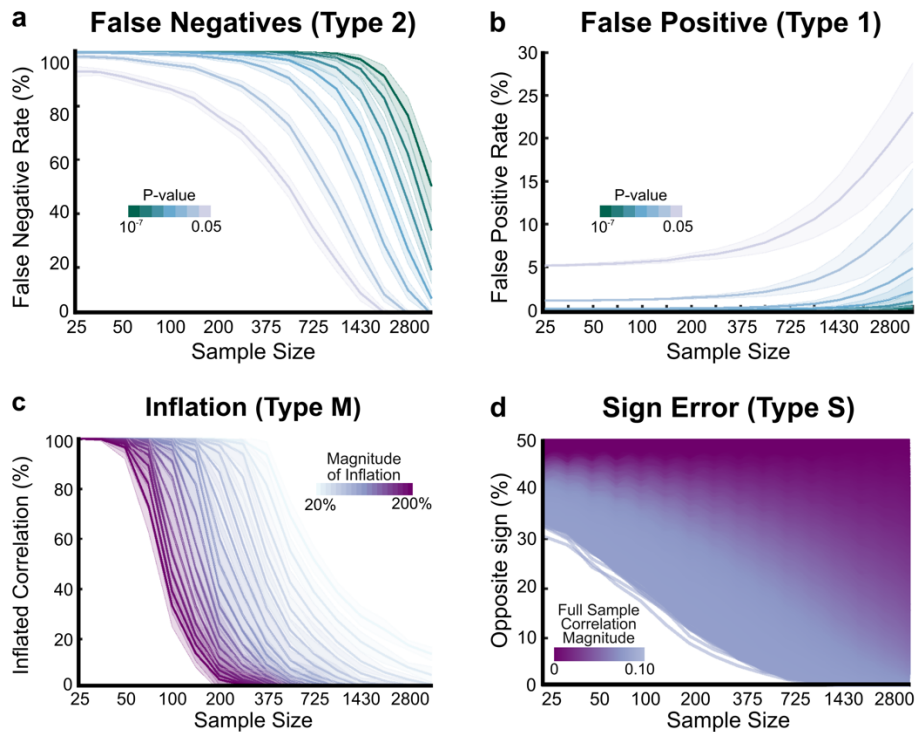 a False Negatives (Type 2)
False Negative Rate (%)
100
80
60
40
20
0
P-value
10-7 0.05
25 50 100 200 375 725 1430 2800
Sample Size
b False Positive (Type 1)
False Positive Rate (%)
30
25
20
15
10
5
0
P-value
10-7 0.05
25 50 100 200 375 725 1430 2800
Sample Size
c Inflation (Type M)
Inflated Correlation (%)
100
80
60
40
20
0
Magnitude
of Inflation
20% 200%
25 50 100 200 375 725 1430 2800
Sample Size
d Sign Error (Type S)
Opposite sign (%)
50
40
30
20
10
0
Full Sample
Correlation
Magnitude
0 0.10
25 50 100 200 375 725 1430 2800
Sample Size